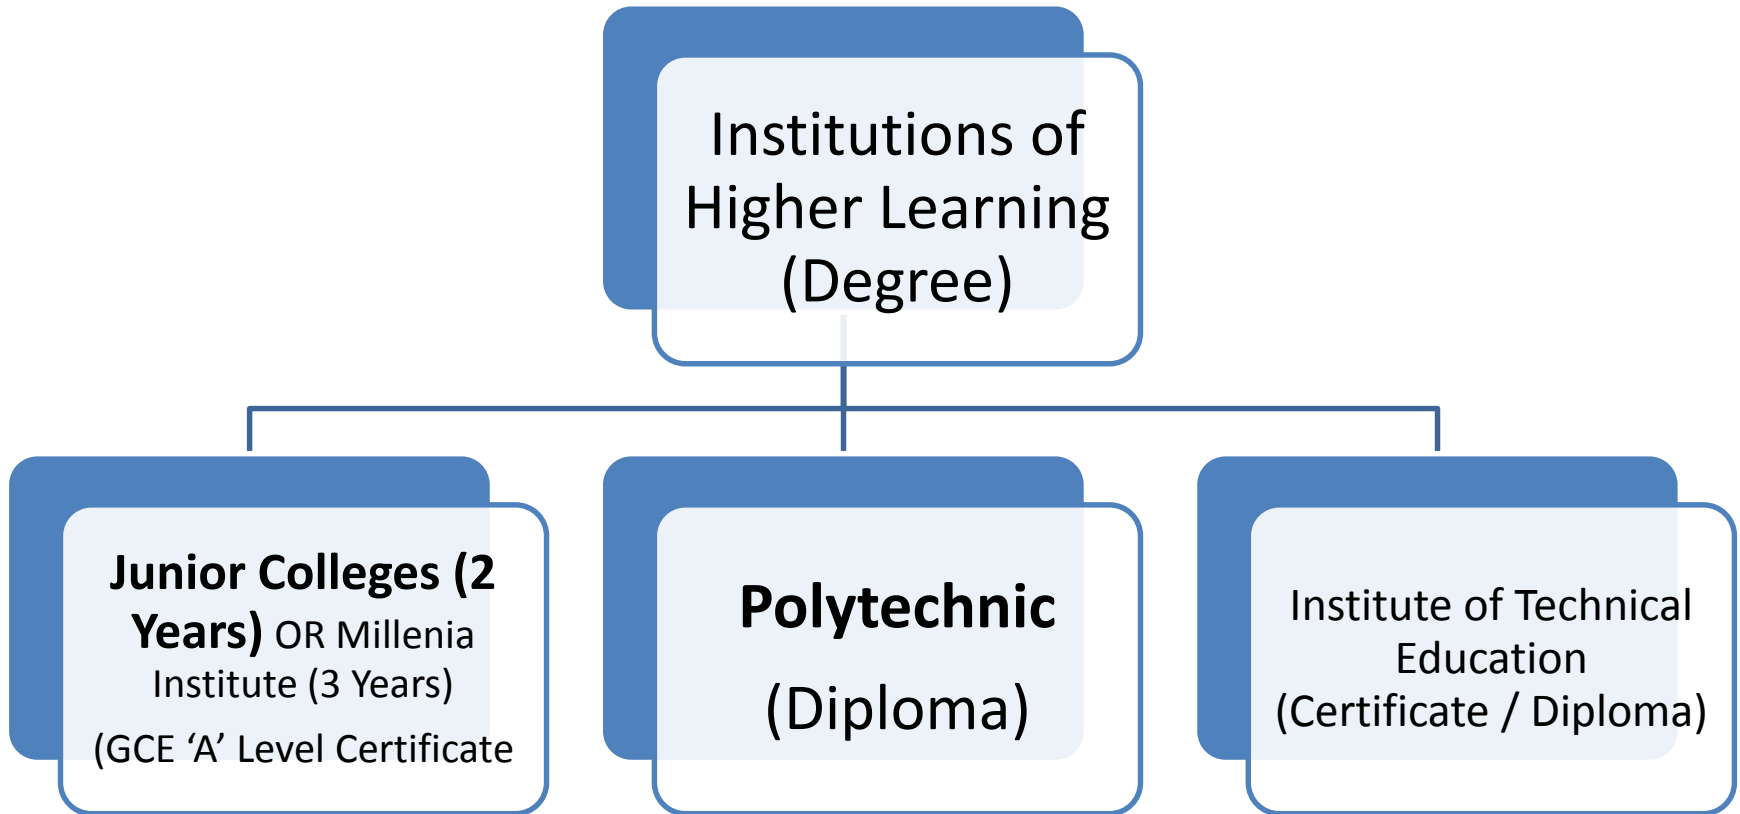 Institutions of
Higher Learning
(Degree)
Junior Colleges (2
Years) OR Millenia
Institute (3 Years)
(GCE ‘A’ Level Certificate
Polytechnic
(Diploma)
Institute of Technical
Education
(Certificate / Diploma)